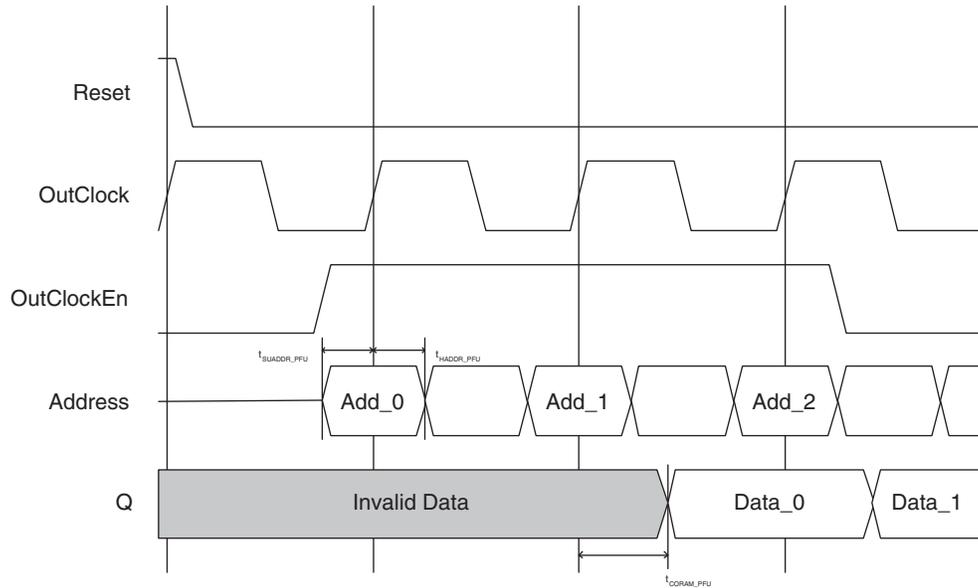 Reset
OutClock
OutClockEn
tSUADDR_PFU tHADDR_PFU
Address Add_0 Add_1 Add_2
Q Invalid Data Data_0 Data_1
tCORAM_PFU